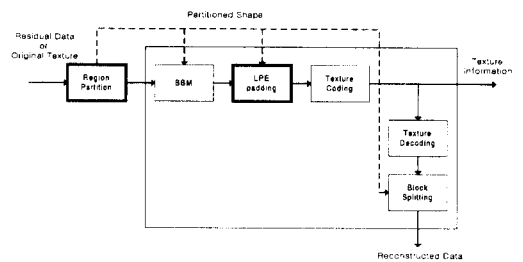 Partitioned Shape
Residual Data
or
Original Texture
Texture
Information
Region
Partition
BBM
LPE
padding
Texture
Coding
Texture
Decoding
Block
Splitting
Reconstructed Data